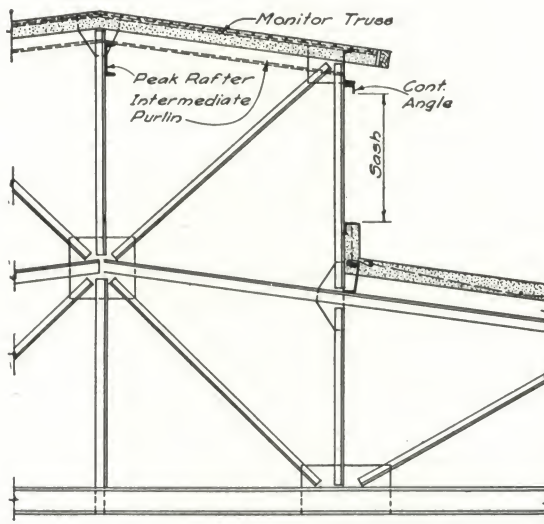 Monitor Truss
Peak Rafter
Intermediate
Purlin
Cont.
Angle
Sash